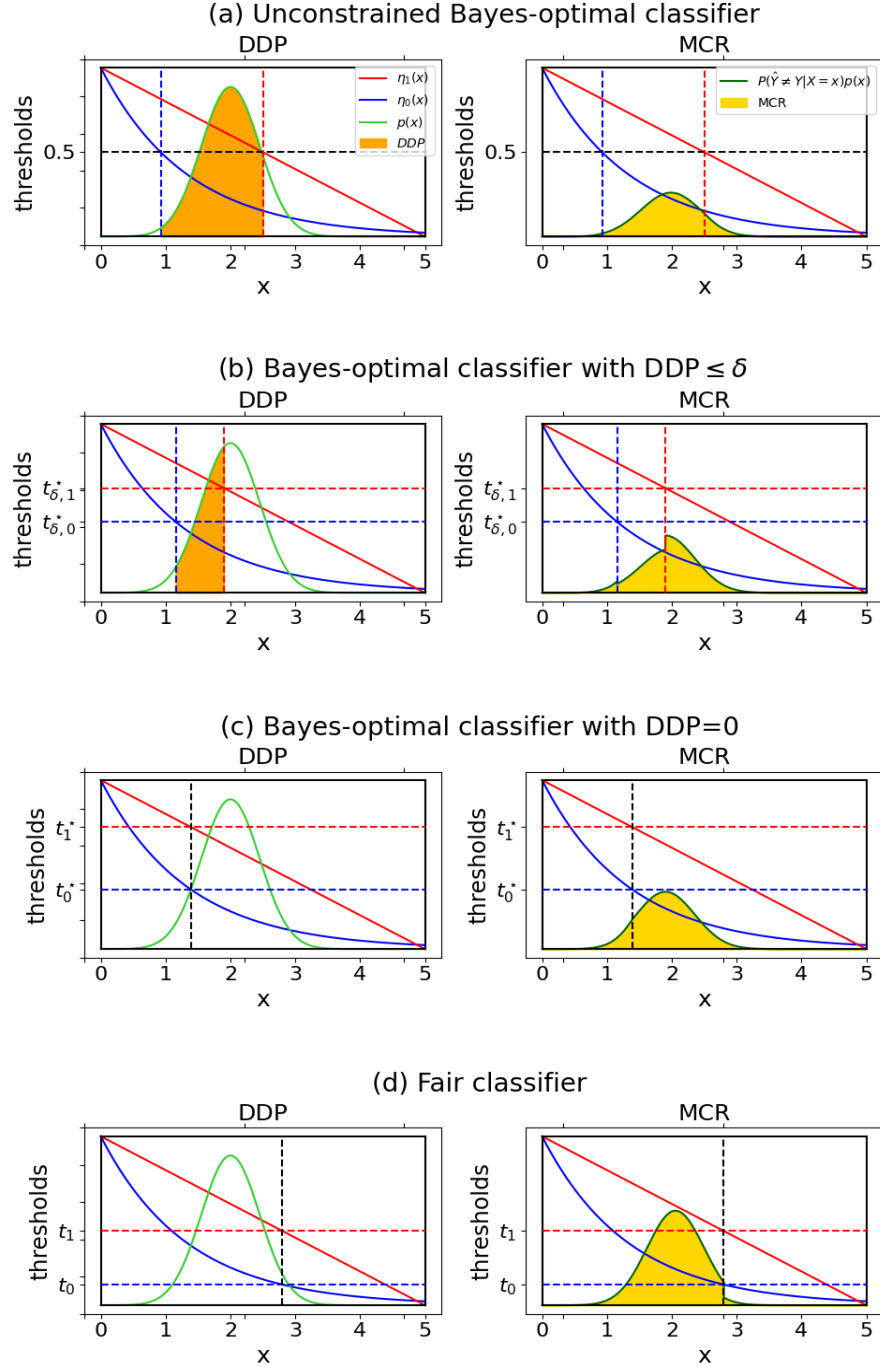 (a) Unconstrained Bayes-optimal classifier
DDP
MCR
η₁(x)
η₀(x)
p(x)
DDP
P(Ŷ ≠ Y|X = x)p(x)
MCR
thresholds
0.5
0 1 2 3 4 5
x
thresholds
0.5
0 1 2 3 4 5
x
(b) Bayes-optimal classifier with DDP ≤ δ
DDP
MCR
thresholds
t*δ,1
t*δ,0
0 1 2 3 4 5
x
thresholds
t*δ,1
t*δ,0
0 1 2 3 4 5
x
(c) Bayes-optimal classifier with DDP=0
DDP
MCR
thresholds
t₁*
t₀*
0 1 2 3 4 5
x
thresholds
t₁*
t₀*
0 1 2 3 4 5
x
(d) Fair classifier
DDP
MCR
thresholds
t₁
t₀
0 1 2 3 4 5
x
thresholds
t₁
t₀
0 1 2 3 4 5
x